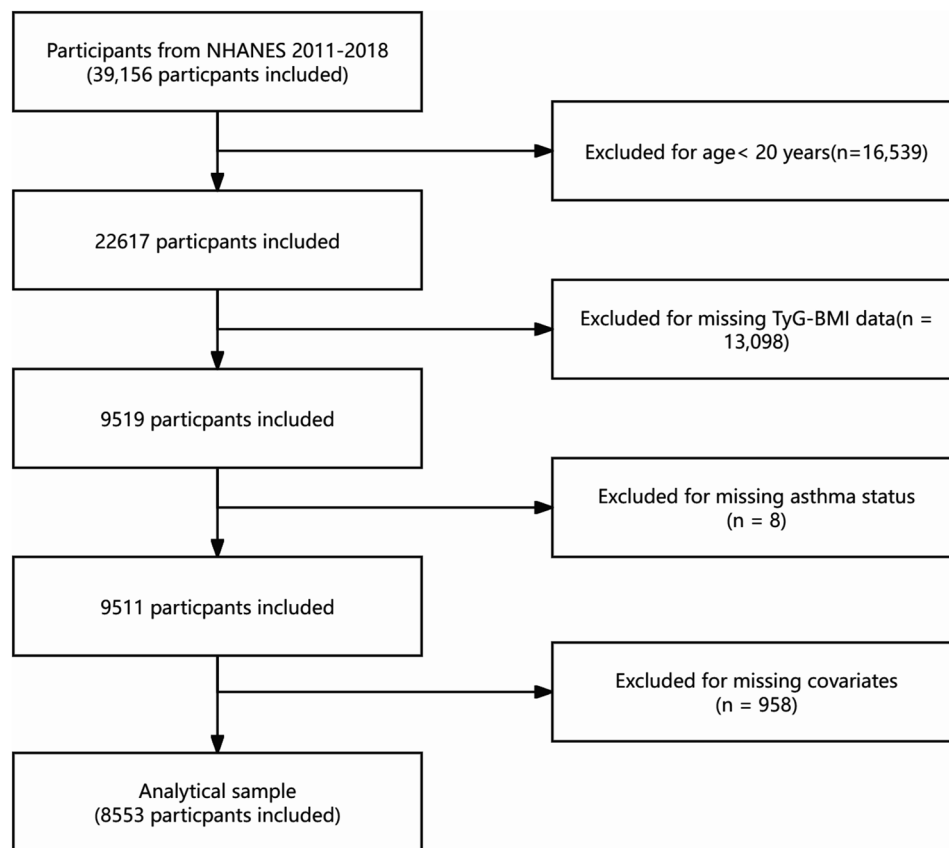 Participants from NHANES 2011-2018
(39,156 particpants included)
Excluded for age< 20 years(n=16,539)
22617 particpants included
Excluded for missing TyG-BMI data(n =
13,098)
9519 particpants included
Excluded for missing asthma status
(n = 8)
9511 particpants included
Excluded for missing covariates
(n = 958)
Analytical sample
(8553 particpants included)